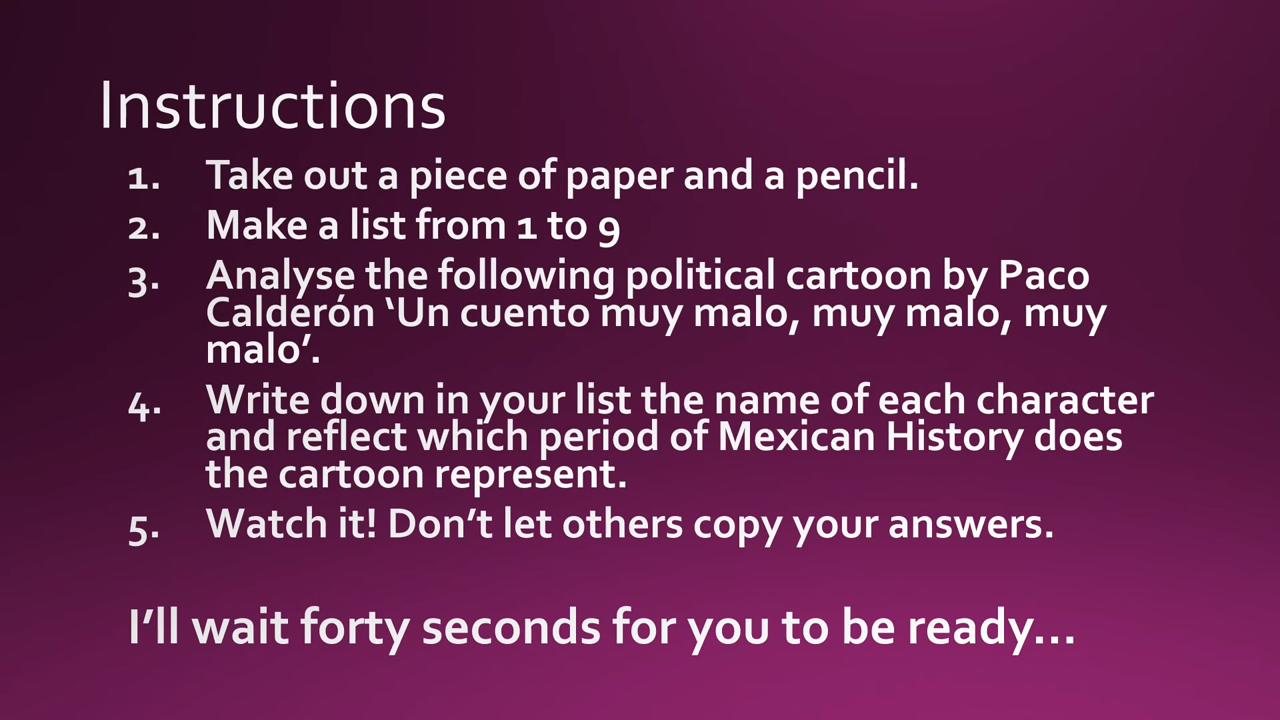 Instructions
1. Take out a piece of paper and a pencil.
2. Make a list from 1 to 9
3. Analyse the following political cartoon by Paco
Calderón ‘Un cuento muy malo, muy malo, muy
malo’.
4. Write down in your list the name of each character
and reflect which period of Mexican History does
the cartoon represent.
5. Watch it! Don’t let others copy your answers.
I’ll wait forty seconds for you to be ready…